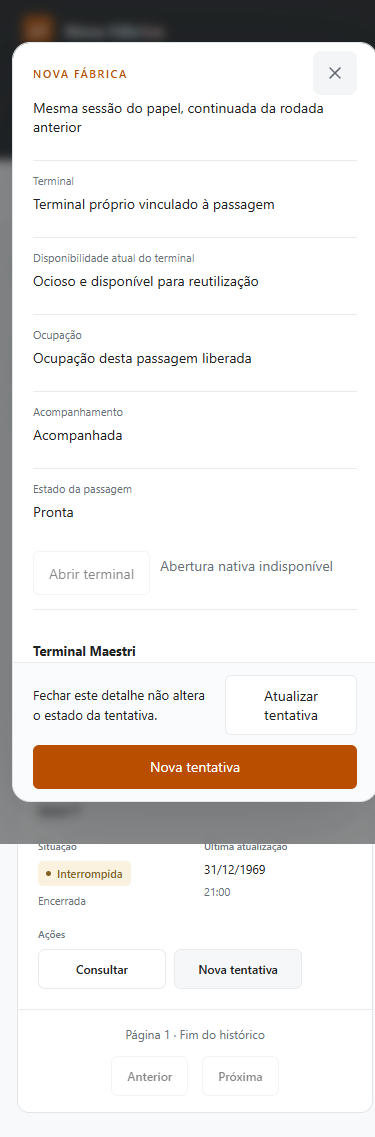 NOVA FÁBRICA
Mesma sessão do papel, continuada da rodada
anterior
Terminal
Terminal próprio vinculado à passagem
Disponibilidade atual do terminal
Ocioso e disponível para reutilização
Ocupação
Ocupação desta passagem liberada
Acompanhamento
Acompanhada
Estado da passagem
Pronta
Abrir terminal
Abertura nativa indisponível
Terminal Maestri
Fechar este detalhe não altera
o estado da tentativa.
Atualizar
tentativa
Nova tentativa
Situação
Última atualização
Interrompida
31/12/1969
21:00
Encerrada
Ações
Consultar
Nova tentativa
Página 1 · Fim do histórico
Anterior
Próxima